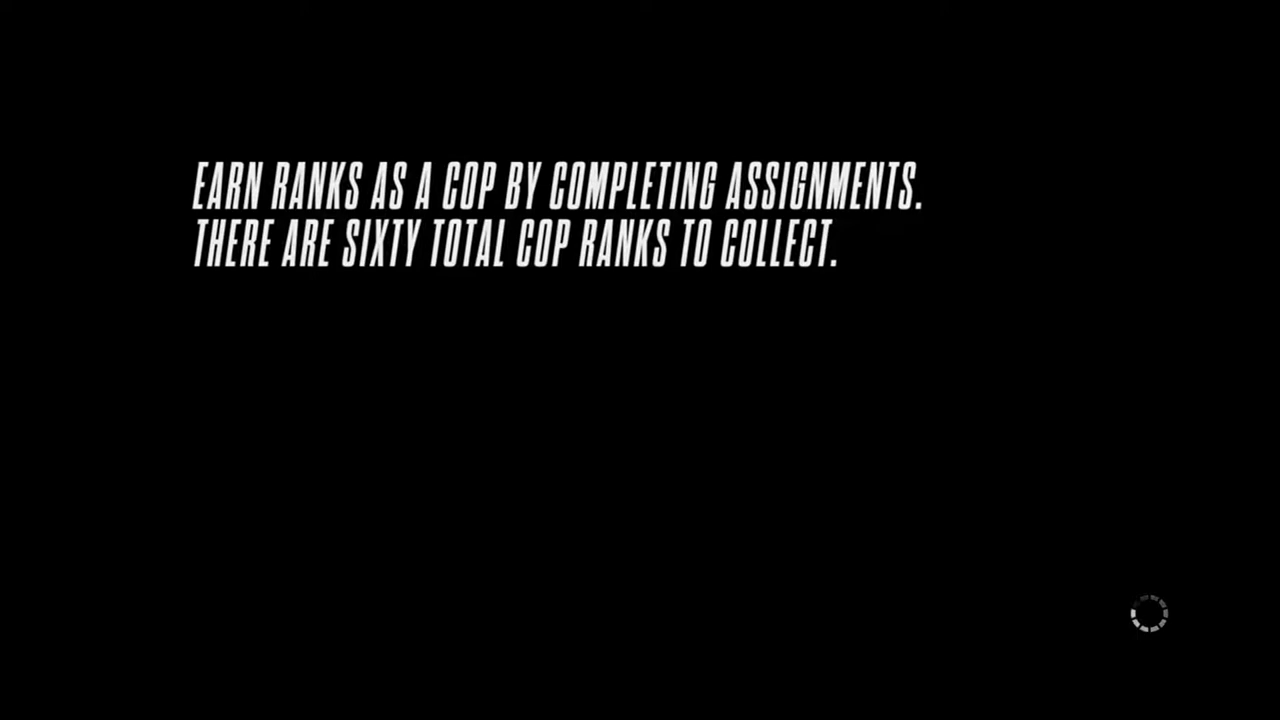 EARN RANKS AS A COP BY COMPLETING ASSIGNMENTS.
THERE ARE SIXTY TOTAL COP RANKS TO COLLECT.